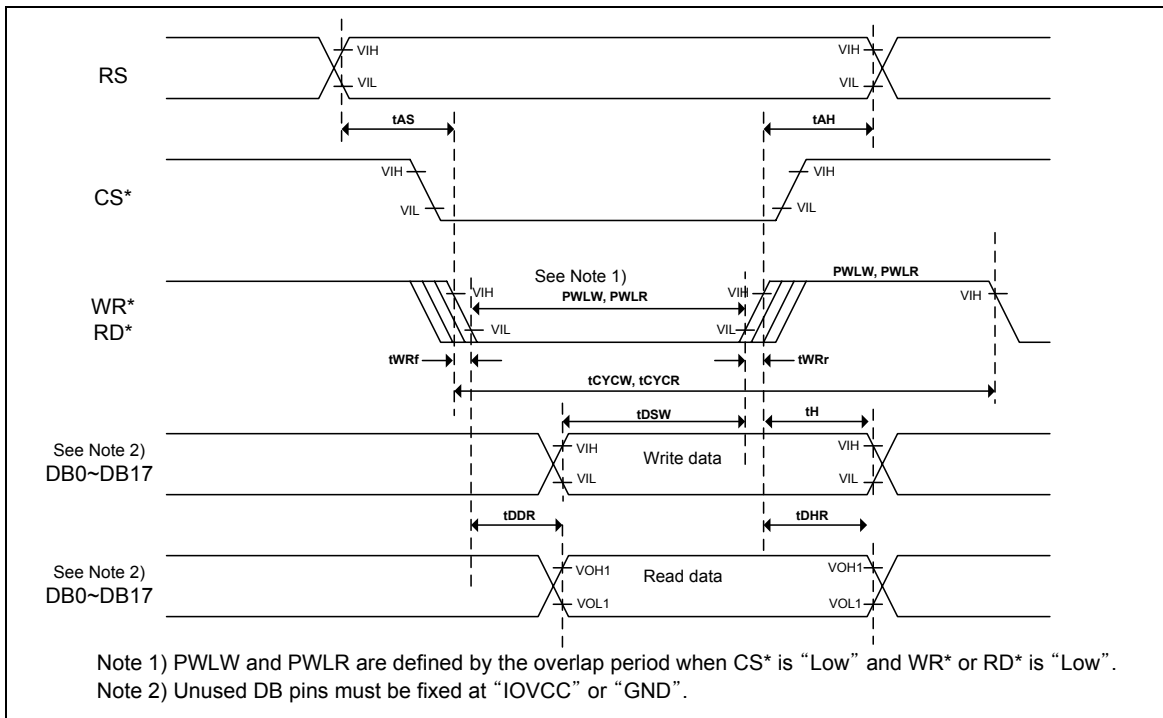 VIH
VIH
RS
VIL
VIL
tAS
tAH
VIH
VIH
CS*
VIL
VIL
See Note 1)
PWLW, PWLR
WR*
RD*
VIH
PWLW, PWLR
VIH
VIH
VIL
VIL
tWRf
tWRr
tCYCW, tCYCR
tDSW
tH
See Note 2)
DB0~DB17
VIH
Write data
VIH
VIL
VIL
tDDR
tDHR
See Note 2)
DB0~DB17
VOH1
Read data
VOH1
VOL1
VOL1
Note 1) PWLW and PWLR are defined by the overlap period when CS* is “Low” and WR* or RD* is “Low”.
Note 2) Unused DB pins must be fixed at “IOVCC” or “GND”.